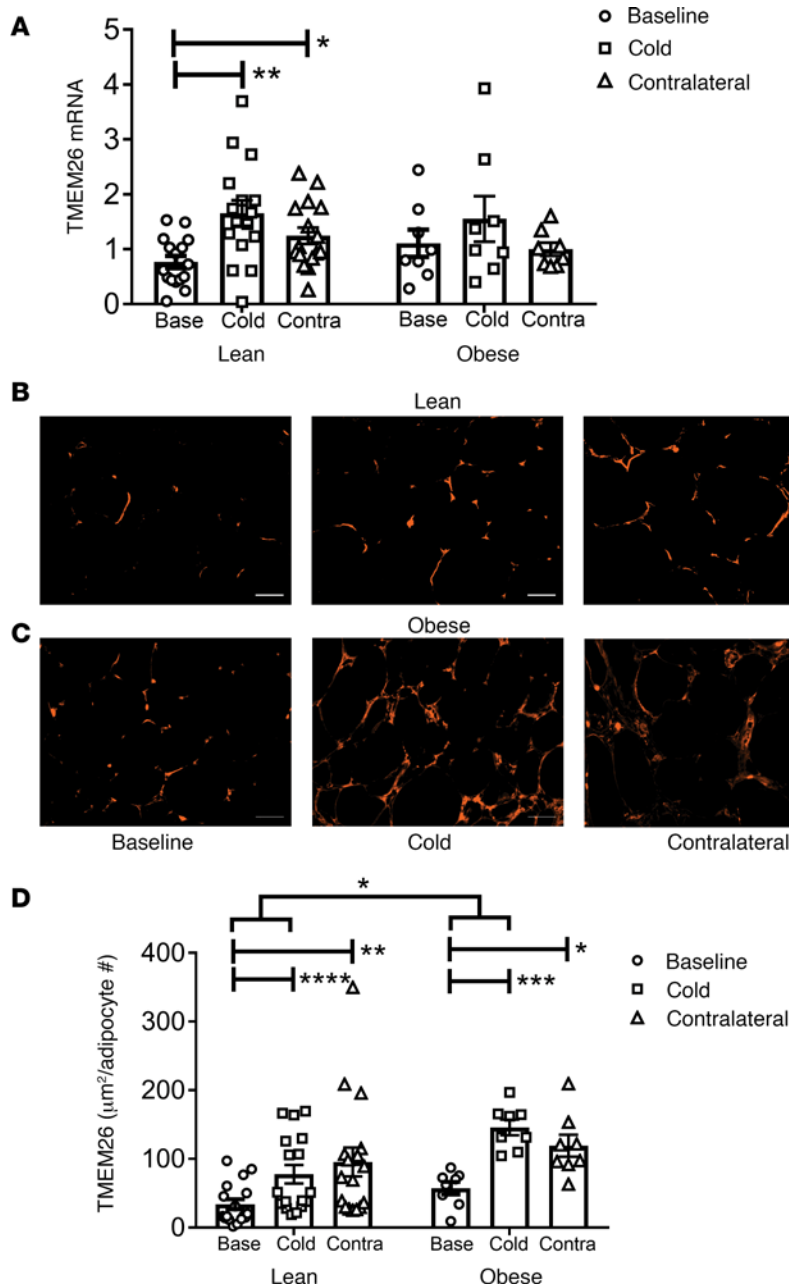 A
TMEM26 mRNA
5
4
3
2
1
0
* 
**
Baseline
Cold
Contralateral
Base Cold Contra Base Cold Contra
Lean Obese
B
Lean
C
Obese
Baseline Cold Contralateral
D
*
** *
**** ***
TMEM26 (μm²/adipocyte #)
400
300
200
100
0
Baseline
Cold
Contralateral
Base Cold Contra Base Cold Contra
Lean Obese